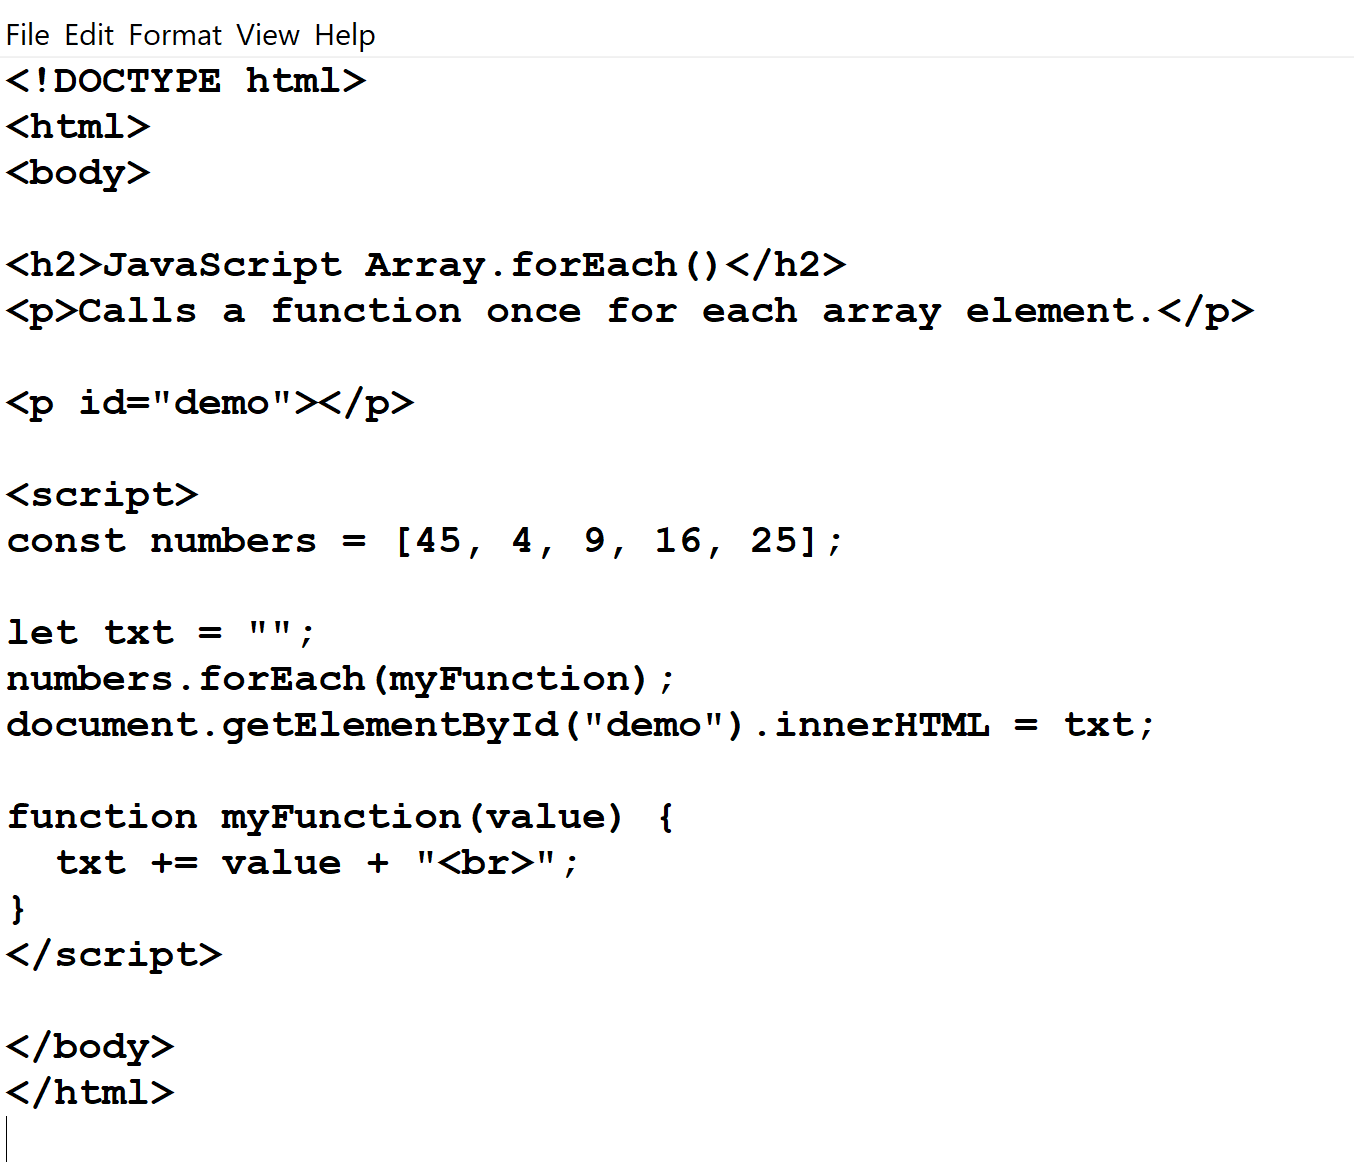 File Edit Format View Help
<!DOCTYPE html>
<html>
<body>

<h2>JavaScript Array.forEach()</h2>
<p>Calls a function once for each array element.</p>

<p id="demo"></p>

<script>
const numbers = [45, 4, 9, 16, 25];

let txt = "";
numbers.forEach(myFunction);
document.getElementById("demo").innerHTML = txt;

function myFunction(value) {
  txt += value + "<br>";
}
</script>

</body>
</html>